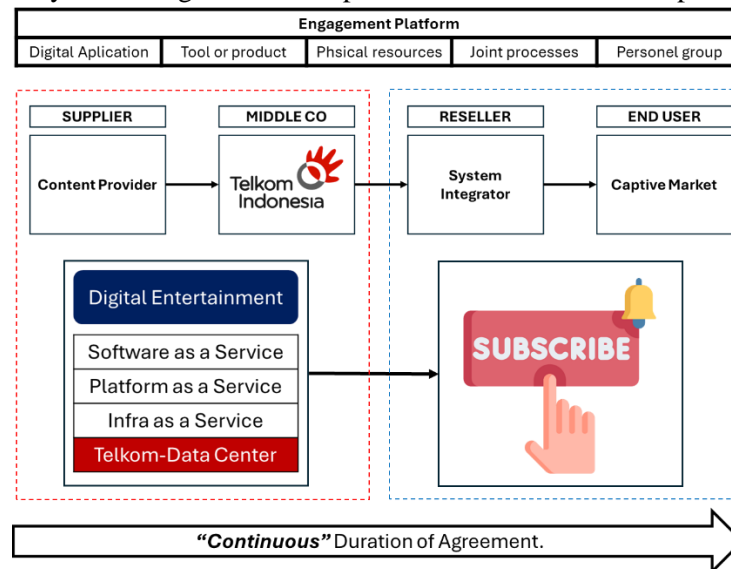 Engagement Platform
Digital Aplication Tool or product Phsical resources Joint processes Personel group
SUPPLIER MIDDLE CO RESELLER END USER
Content Provider
Telkom
Indonesia
System
Integrator
Captive Market
Digital Entertainment
Software as a Service
Platform as a Service
Infra as a Service
Telkom-Data Center
SUBSCRIBE
“Continuous” Duration of Agreement.